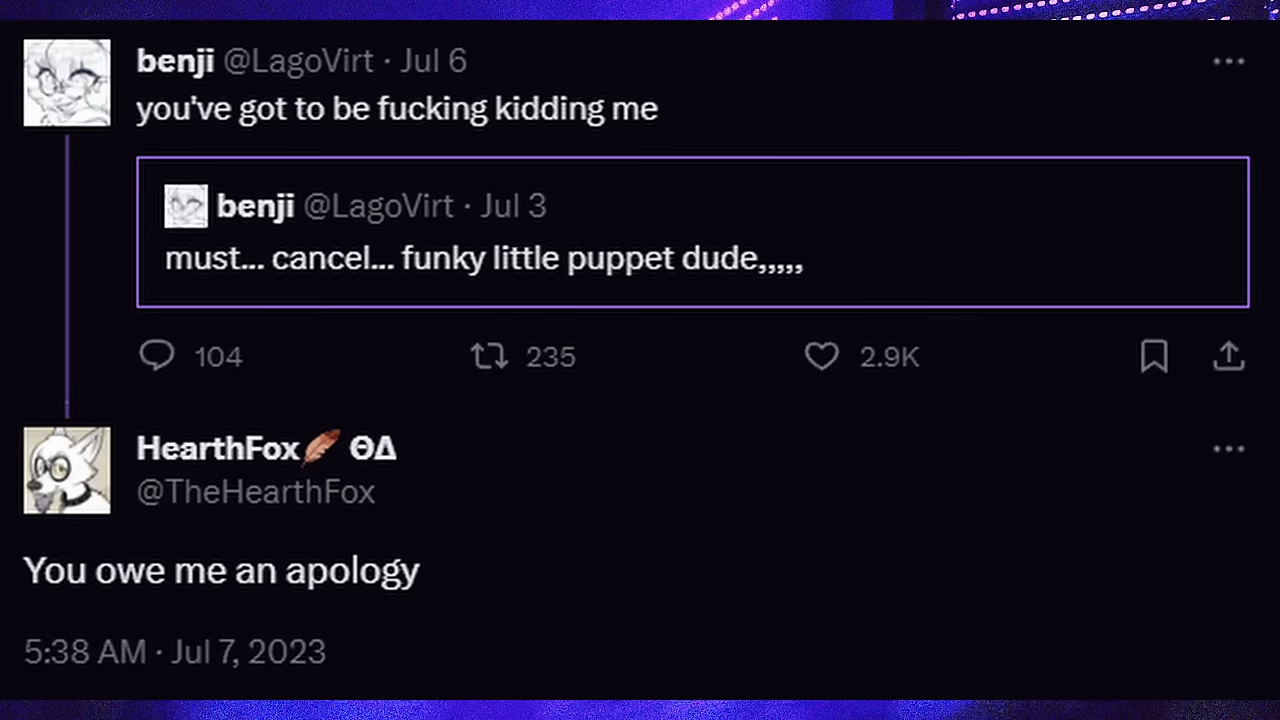 benji @LagoVirt · Jul 6
you've got to be fucking kidding me
benji @LagoVirt · Jul 3
must... cancel... funky little puppet dude,,,,,
104 235 2.9K
HearthFox🪶 ΘΔ
@TheHearthFox
You owe me an apology
5:38 AM · Jul 7, 2023